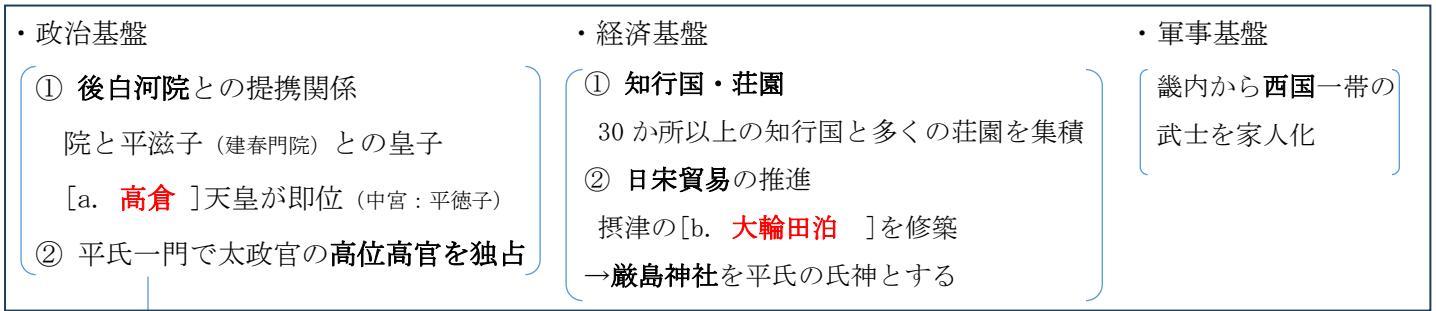 ・政治基盤
① 後白河院との提携関係
院と平滋子（建春門院）との皇子
[a. 高倉 ]天皇が即位（中宮：平徳子）
② 平氏一門で太政官の高位高官を独占
・経済基盤
① 知行国・荘園
30 か所以上の知行国と多くの荘園を集積
② 日宋貿易の推進
摂津の[b. 大輪田泊 ]を修築
→厳島神社を平氏の氏神とする
・軍事基盤
畿内から西国一帯の
武士を家人化